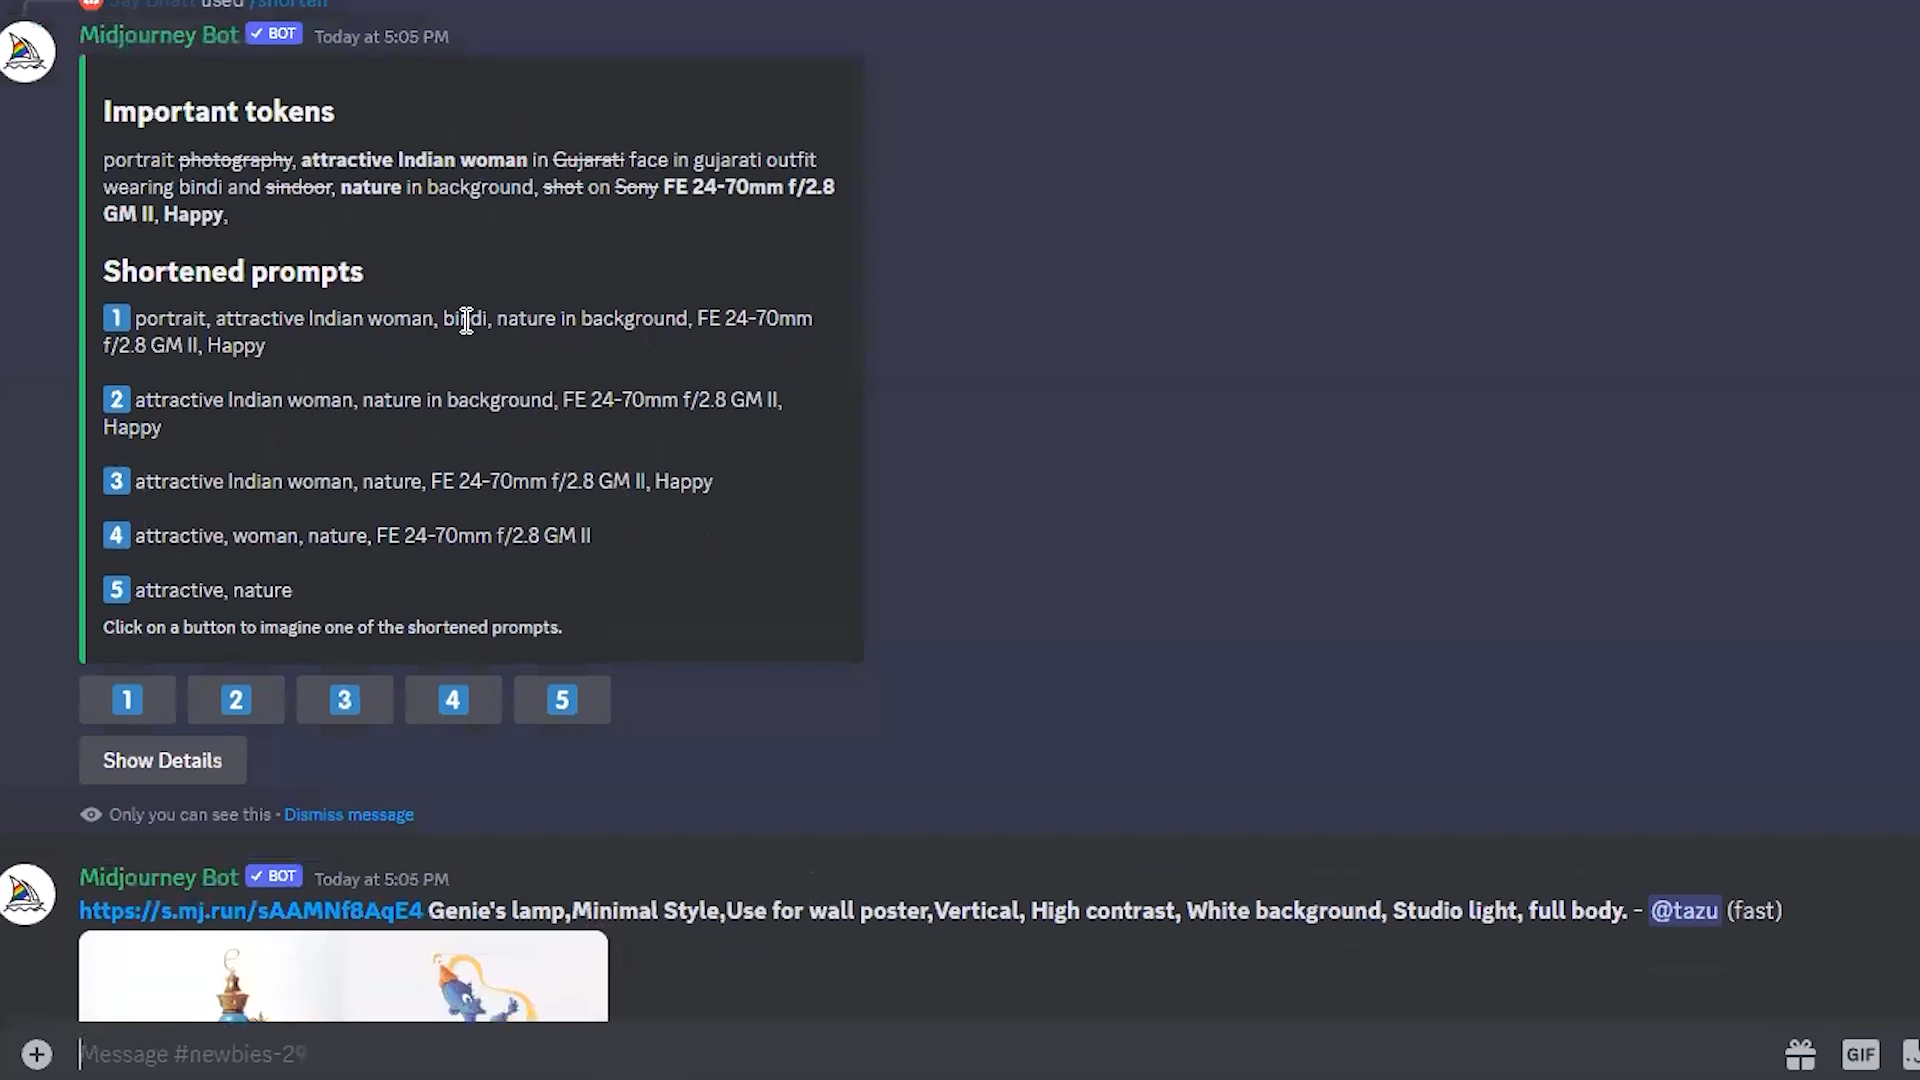 Jay Bhatt used /shorten
Midjourney Bot ✓ BOT Today at 5:05 PM
Important tokens
portrait photography, attractive Indian woman in Gujarati face in gujarati outfit
wearing bindi and sindoor, nature in background, shot on Sony FE 24-70mm f/2.8
GM II, Happy,
Shortened prompts
1 portrait, attractive Indian woman, bindi, nature in background, FE 24-70mm
f/2.8 GM II, Happy
2 attractive Indian woman, nature in background, FE 24-70mm f/2.8 GM II,
Happy
3 attractive Indian woman, nature, FE 24-70mm f/2.8 GM II, Happy
4 attractive, woman, nature, FE 24-70mm f/2.8 GM II
5 attractive, nature
Click on a button to imagine one of the shortened prompts.
1 2 3 4 5
Show Details
Only you can see this • Dismiss message
Midjourney Bot ✓ BOT Today at 5:05 PM
https://s.mj.run/sAAMNf8AqE4 Genie's lamp,Minimal Style,Use for wall poster,Vertical, High contrast, White background, Studio light, full body. - @tazu (fast)
Message #newbies-29
GIF